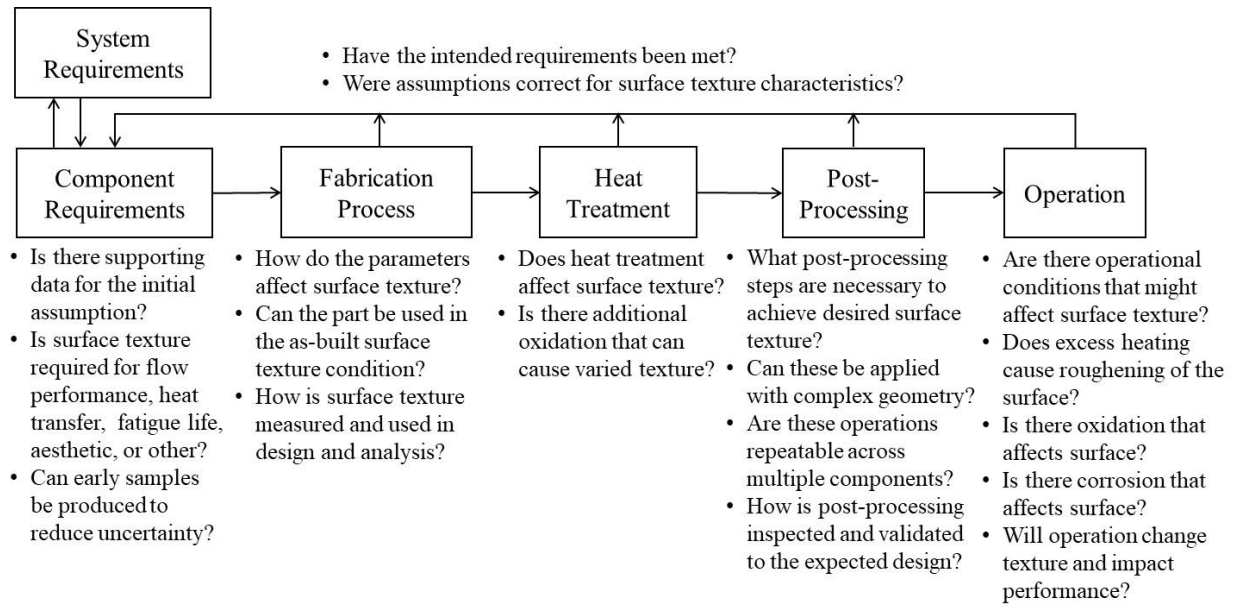 System
Requirements
• Have the intended requirements been met?
• Were assumptions correct for surface texture characteristics?
Component
Requirements
Fabrication
Process
Heat
Treatment
Post-
Processing
Operation
• Is there supporting
data for the initial
assumption?
• Is surface texture
required for flow
performance, heat
transfer, fatigue life,
aesthetic, or other?
• Can early samples
be produced to
reduce uncertainty?
• How do the parameters
affect surface texture?
• Can the part be used in
the as-built surface
texture condition?
• How is surface texture
measured and used in
design and analysis?
• Does heat treatment
affect surface texture?
• Is there additional
oxidation that can
cause varied texture?
• What post-processing
steps are necessary to
achieve desired surface
texture?
• Can these be applied
with complex geometry?
• Are these operations
repeatable across
multiple components?
• How is post-processing
inspected and validated
to the expected design?
• Are there operational
conditions that might
affect surface texture?
• Does excess heating
cause roughening of the
surface?
• Is there oxidation that
affects surface?
• Is there corrosion that
affects surface?
• Will operation change
texture and impact
performance?